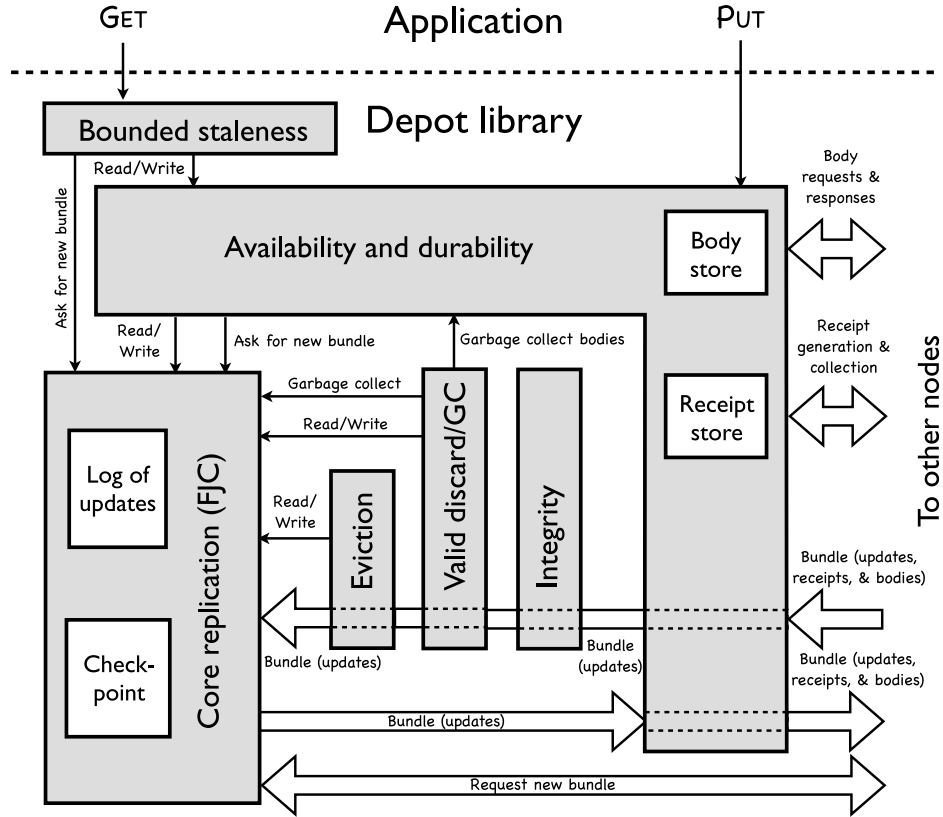 GET
Application
PUT
Bounded staleness
Depot library
Read/Write
Body
requests &
responses
Ask for new bundle
Availability and durability
Body
store
Read/
Write
Ask for new bundle
Garbage collect bodies
Receipt
generation &
collection
To other nodes
Garbage collect
Read/Write
Receipt
store
Log of
updates
Core replication (FJC)
Read/
Write
Eviction
Valid discard/GC
Integrity
Bundle (updates,
receipts, & bodies)
Bundle (updates)
Bundle
(updates)
Bundle (updates,
receipts, & bodies)
Check-
point
Bundle (updates)
Request new bundle